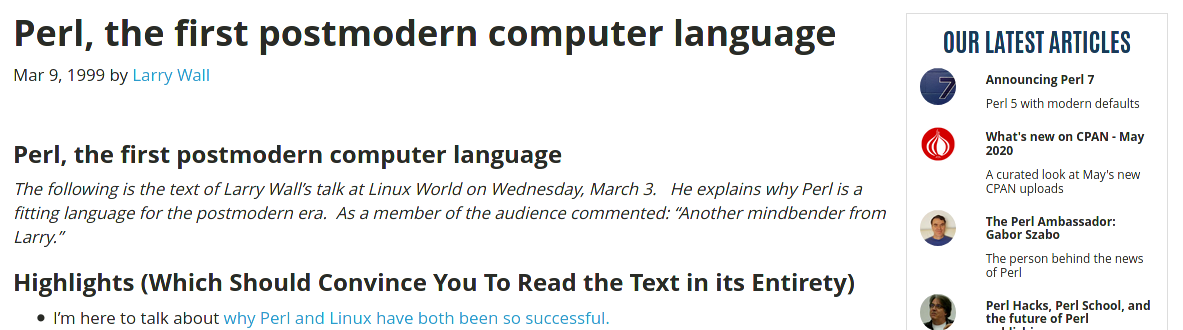 Perl, the first postmodern computer language
Mar 9, 1999 by Larry Wall
Perl, the first postmodern computer language
The following is the text of Larry Wall’s talk at Linux World on Wednesday, March 3.   He explains why Perl is a
fitting language for the postmodern era.  As a member of the audience commented: “Another mindbender from
Larry.”
Highlights (Which Should Convince You To Read the Text in its Entirety)
• I’m here to talk about why Perl and Linux have both been so successful.
OUR LATEST ARTICLES
7
Announcing Perl 7
Perl 5 with modern defaults
What's new on CPAN - May
2020
A curated look at May's new
CPAN uploads
The Perl Ambassador:
Gabor Szabo
The person behind the news
of Perl
Perl Hacks, Perl School, and
the future of Perl